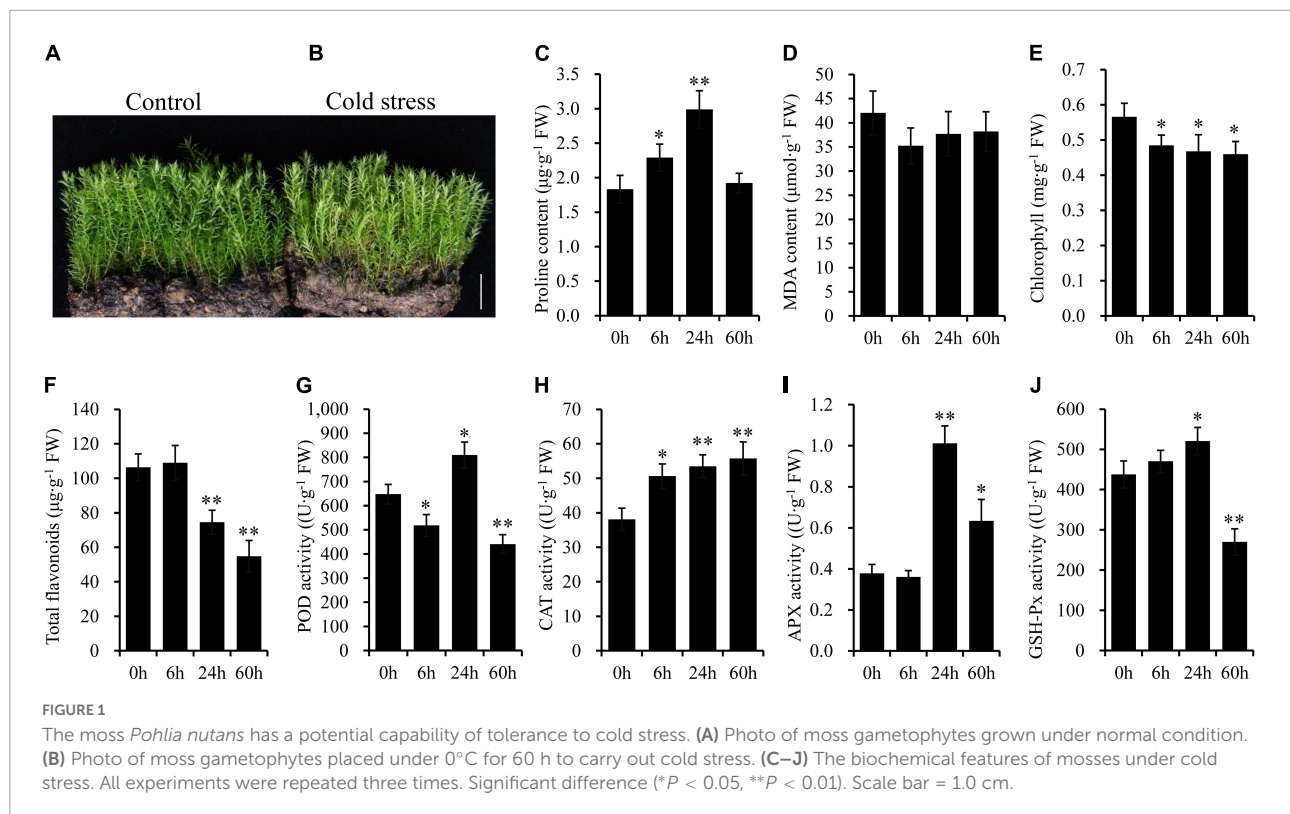 A
B
Control
Cold stress
C
Proline content (µg·g-1 FW)
3.5
3.0
2.5
2.0
1.5
1.0
0.5
0.0
*
**
0h 6h 24h 60h
D
MDA content (µmol·g-1 FW)
50
45
40
35
30
25
20
15
10
5
0
0h 6h 24h 60h
E
Chlorophyll (mg·g-1 FW)
0.7
0.6
0.5
0.4
0.3
0.2
0.1
0.0
* * *
0h 6h 24h 60h
F
Total flavonoids (µg·g-1 FW)
140
120
100
80
60
40
20
0
**
**
0h 6h 24h 60h
G
POD activity ((U·g-1 FW)
1,000
900
800
700
600
500
400
300
200
100
0
*
*
**
0h 6h 24h 60h
H
CAT activity ((U·g-1 FW)
70
60
50
40
30
20
10
0
*
**
**
0h 6h 24h 60h
I
APX activity ((U·g-1 FW)
1.2
1.0
0.8
0.6
0.4
0.2
0.0
**
*
0h 6h 24h 60h
J
GSH-Px activity ((U·g-1 FW)
600
500
400
300
200
100
0
*
**
0h 6h 24h 60h
FIGURE 1
The moss Pohlia nutans has a potential capability of tolerance to cold stress. (A) Photo of moss gametophytes grown under normal condition.
(B) Photo of moss gametophytes placed under 0°C for 60 h to carry out cold stress. (C–J) The biochemical features of mosses under cold
stress. All experiments were repeated three times. Significant difference (*P < 0.05, **P < 0.01). Scale bar = 1.0 cm.